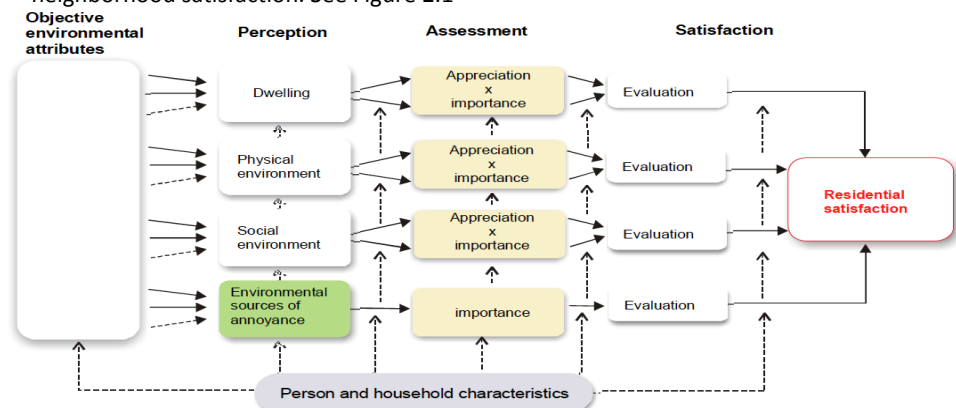 neighborhood satisfaction. See Figure 2.1
Objective
environmental
attributes
Perception
Assessment
Satisfaction
Dwelling
Appreciation
x
importance
Evaluation
Physical
environment
Appreciation
x
importance
Evaluation
Social
environment
Appreciation
x
importance
Evaluation
Residential
satisfaction
Environmental
sources of
annoyance
importance
Evaluation
Person and household characteristics